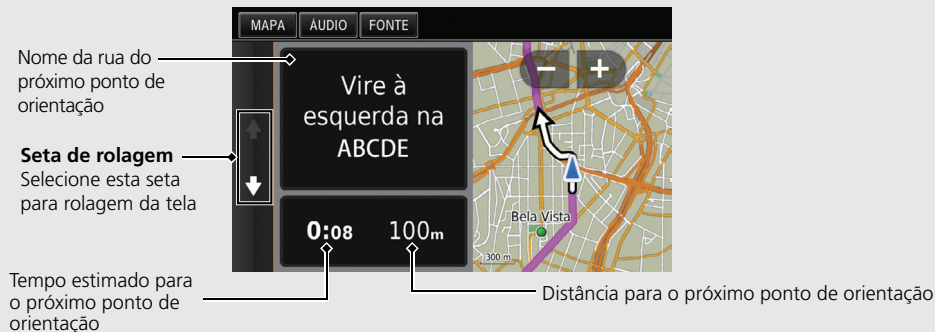 MAPA ÁUDIO FONTE
Nome da rua do
próximo ponto de
orientação
Vire à
esquerda na
ABCDE
Seta de rolagem
Selecione esta seta
para rolagem da tela
0:08 100m
Bela Vista
300 m
Tempo estimado para
o próximo ponto de
orientação
Distância para o próximo ponto de orientação